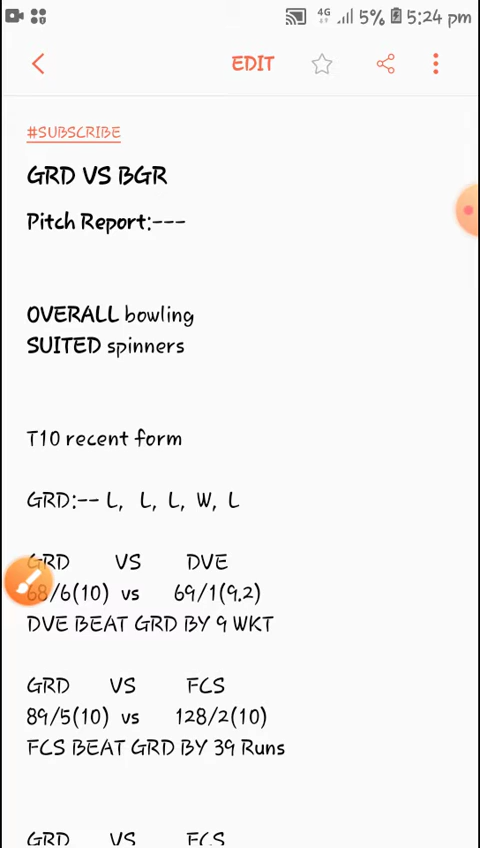 4G 5% 5:24 pm
EDIT
#SUBSCRIBE
GRD VS BGR
Pitch Report:---
OVERALL bowling
SUITED spinners
T10 recent form
GRD:-- L, L, L, W, L
GRD VS DVE
68/6(10) vs 69/1(9.2)
DVE BEAT GRD BY 9 WKT
GRD VS FCS
89/5(10) vs 128/2(10)
FCS BEAT GRD BY 39 Runs
GRD VS FCS